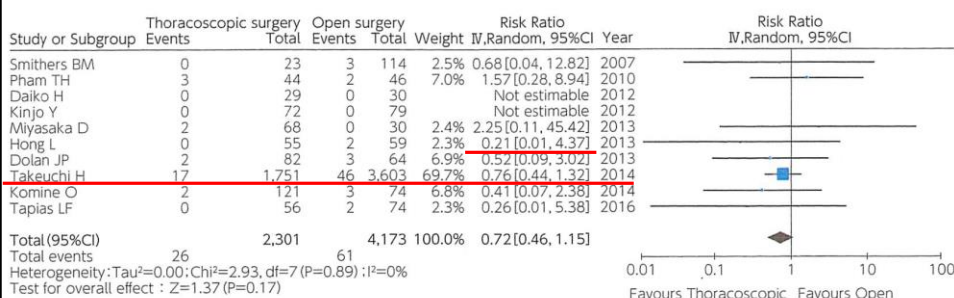 Thoracoscopic surgery Open surgery Risk Ratio Risk Ratio
Study or Subgroup Events Total Events Total Weight IV,Random, 95%CI Year IV,Random, 95%CI
Smithers BM 0 23 3 114 2.5% 0.68[0.04, 12.82] 2007
Pham TH 3 44 2 46 7.0% 1.57[0.28, 8.94] 2010
Daiko H 0 29 0 30 Not estimable 2012
Kinjo Y 0 72 0 79 Not estimable 2012
Miyasaka D 2 68 0 30 2.4% 2.25[0.11, 45.42] 2013
Hong L 0 55 2 59 2.3% 0.21[0.01, 4.37] 2013
Dolan JP 2 82 3 64 6.9% 0.52[0.09, 3.02] 2013
Takeuchi H 17 1,751 46 3,603 69.7% 0.76[0.44, 1.32] 2014
Komine O 2 121 3 74 6.8% 0.41[0.07, 2.38] 2014
Tapias LF 0 56 2 74 2.3% 0.26[0.01, 5.38] 2016
Total(95%CI) 2,301 4,173 100.0% 0.72[0.46, 1.15]
Total events 26 61
Heterogeneity:Tau²=0.00:Chi²=2.93, df=7(P=0.89):I²=0%
Test for overall effect : Z=1.37(P=0.17)
0.01 0.1 1 10 100
Favours Thoracoscopic Favours Open